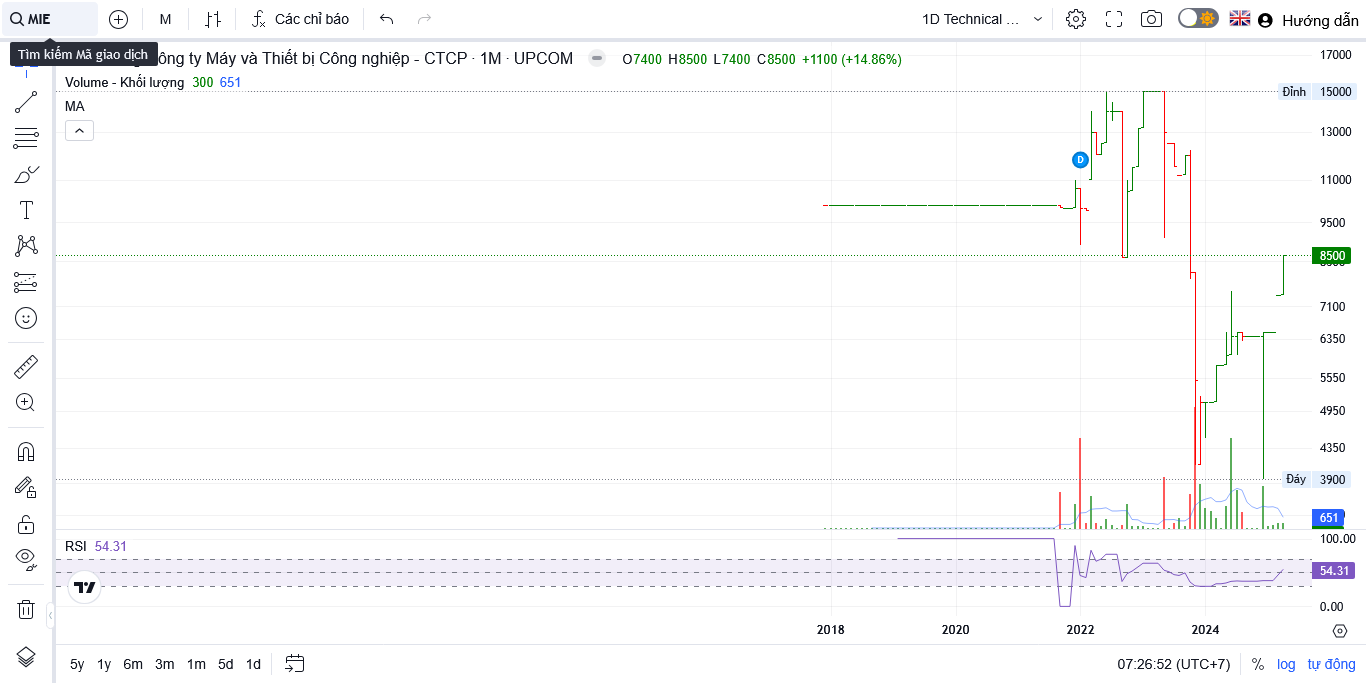 MIE
M
Các chỉ báo
1D Technical ...
Hướng dẫn
Tìm kiếm Mã giao dịch
ông ty Máy và Thiết bị Công nghiệp - CTCP · 1M · UPCOM
O7400 H8500 L7400 C8500 +1100 (+14.86%)
Volume - Khối lượng 300 651
MA
17000
Đỉnh 15000
13000
D
11000
9500
8500
7100
6350
5550
4950
4350
Đáy 3900
651
RSI 54.31
100.00
54.31
0.00
2018 2020 2022 2024
5y 1y 6m 3m 1m 5d 1d
07:26:52 (UTC+7) % log tự động